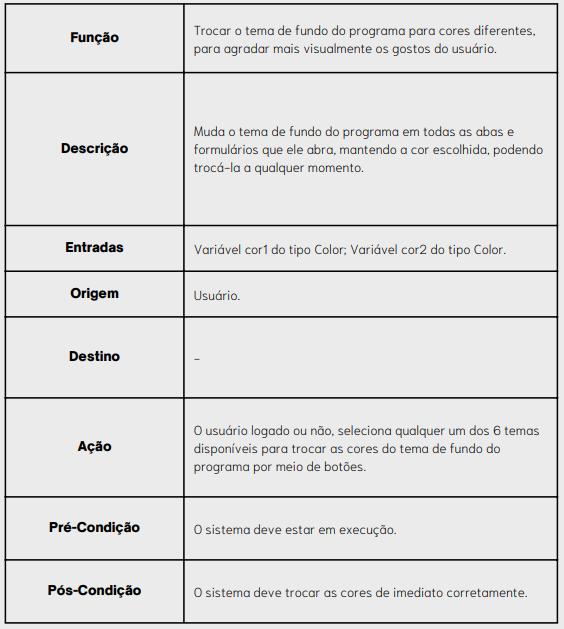 Função
Trocar o tema de fundo do programa para cores diferentes,
para agradar mais visualmente os gostos do usuário.
Descrição
Muda o tema de fundo do programa em todas as abas e
formulários que ele abra, mantendo a cor escolhida, podendo
trocá-la a qualquer momento.
Entradas
Variável cor1 do tipo Color; Variável cor2 do tipo Color.
Origem
Usuário.
Destino
-
Ação
O usuário logado ou não, seleciona qualquer um dos 6 temas
disponíveis para trocar as cores do tema de fundo do
programa por meio de botões.
Pré-Condição
O sistema deve estar em execução.
Pós-Condição
O sistema deve trocar as cores de imediato corretamente.